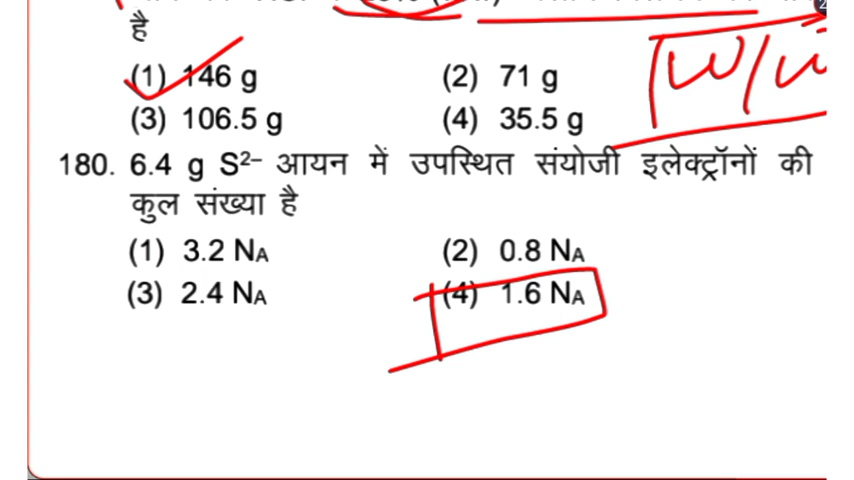 है
(1) 146 g (2) 71 g
(3) 106.5 g (4) 35.5 g
180. 6.4 g S²⁻ आयन में उपस्थित संयोजी इलेक्ट्रॉनों की
कुल संख्या है
(1) 3.2 NA (2) 0.8 NA
(3) 2.4 NA (4) 1.6 NA